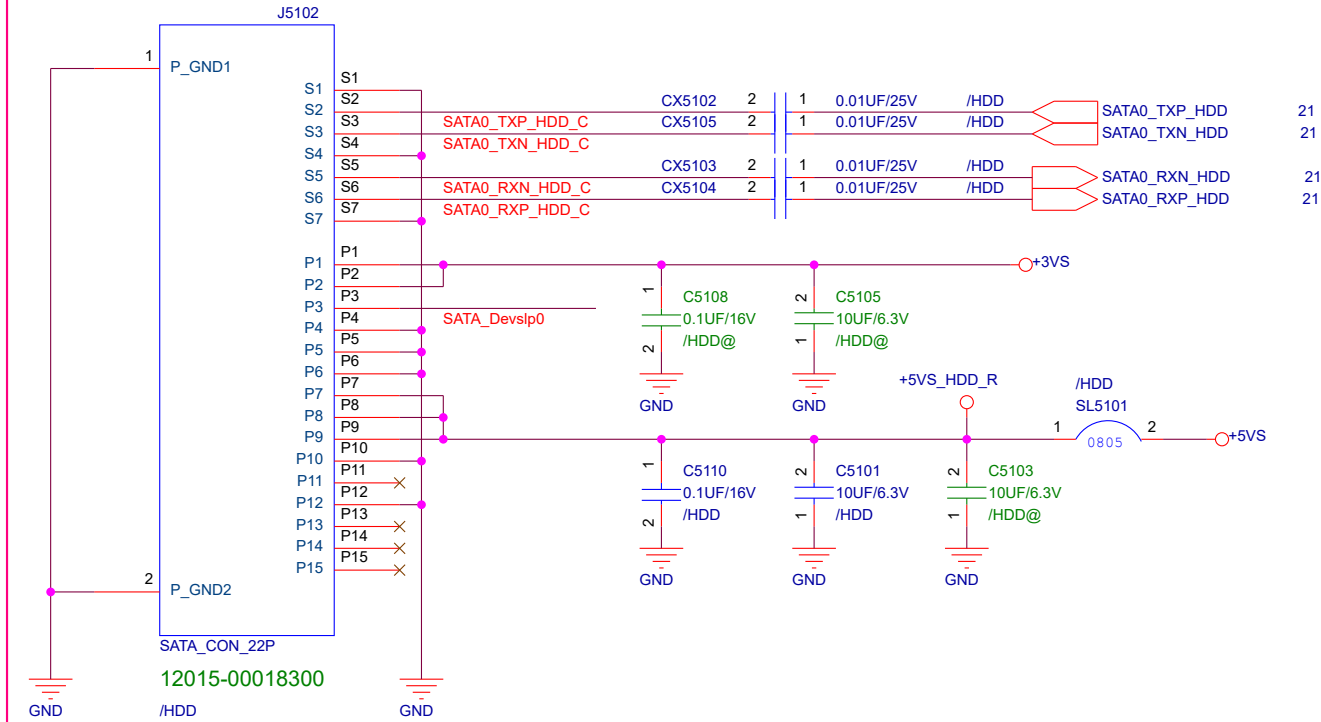 J5102
1
P_GND1
S1
S1
S2
S2
CX5102
2
1
0.01UF/25V
/HDD
SATA0_TXP_HDD
21
S3
S3
SATA0_TXP_HDD_C
CX5105
2
1
0.01UF/25V
/HDD
SATA0_TXN_HDD
21
S4
S4
SATA0_TXN_HDD_C
S5
S5
CX5103
2
1
0.01UF/25V
/HDD
SATA0_RXN_HDD
21
S6
S6
SATA0_RXN_HDD_C
CX5104
2
1
0.01UF/25V
/HDD
SATA0_RXP_HDD
21
S7
S7
SATA0_RXP_HDD_C
P1
P1
+3VS
P2
P2
P3
P3
SATA_Devslp0
P4
P4
P5
P5
P6
P6
P7
P7
P8
P8
P9
P9
P10
P10
P11
P11
P12
P12
P13
P13
P14
P14
P15
P15
1
C5108
0.1UF/16V
2
/HDD@
GND
2
C5105
10UF/6.3V
1
/HDD@
GND
+5VS_HDD_R
/HDD
SL5101
1
0805
2
+5VS
1
C5110
0.1UF/16V
2
/HDD
GND
2
C5101
10UF/6.3V
1
/HDD
GND
2
C5103
10UF/6.3V
1
/HDD@
GND
2
P_GND2
SATA_CON_22P
12015-00018300
/HDD
GND
GND